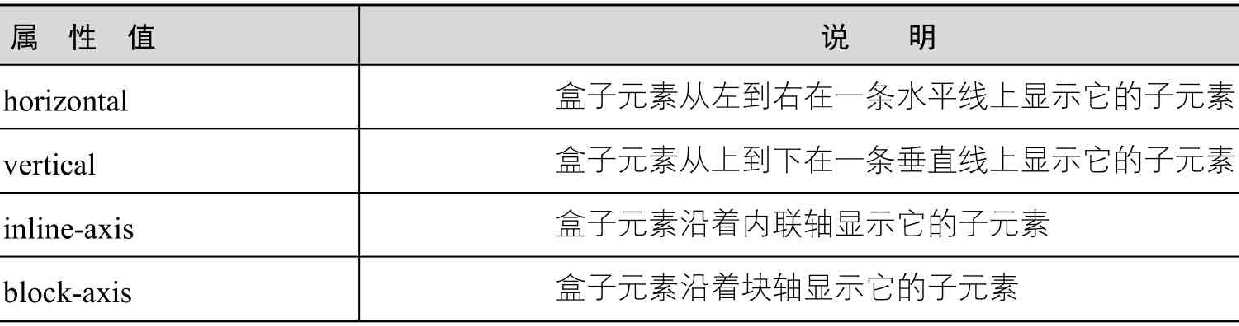 属 性 值 说 明
horizontal 盒子元素从左到右在一条水平线上显示它的子元素
vertical 盒子元素从上到下在一条垂直线上显示它的子元素
inline-axis 盒子元素沿着内联轴显示它的子元素
block-axis 盒子元素沿着块轴显示它的子元素